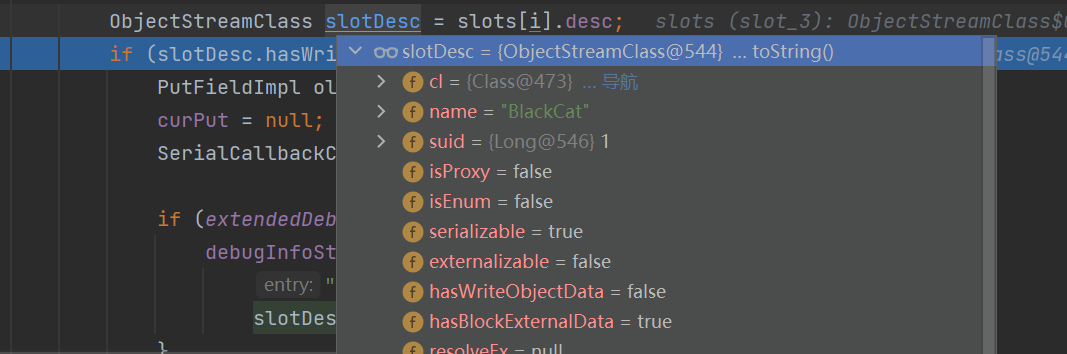 ObjectStreamClass slotDesc = slots[i].desc; slots (slot_3): ObjectStreamClass$
if (slotDesc.hasWri
slotDesc = {ObjectStreamClass@544} ... toString()
ass@544
PutFieldImpl ol
cl = {Class@473} ... 导航
curPut = null;
name = "BlackCat"
SerialCallbackC
suid = {Long@546} 1
isProxy = false
isEnum = false
if (extendedDeb
serializable = true
debugInfoSt
externalizable = false
entry: "
hasWriteObjectData = false
slotDes
hasBlockExternalData = true
}
resolveEx = null